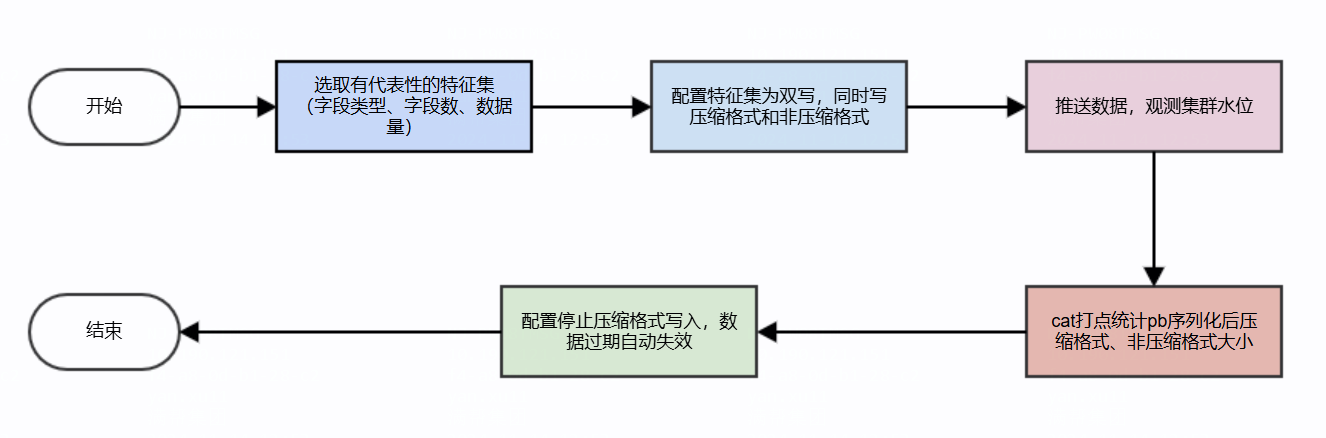 开始
选取有代表性的特征集
（字段类型、字段数、数据
量）
配置特征集为双写，同时写
压缩格式和非压缩格式
推送数据，观测集群水位
cat打点统计pb序列化后压
缩格式、非压缩格式大小
配置停止压缩格式写入，数
据过期自动失效
结束